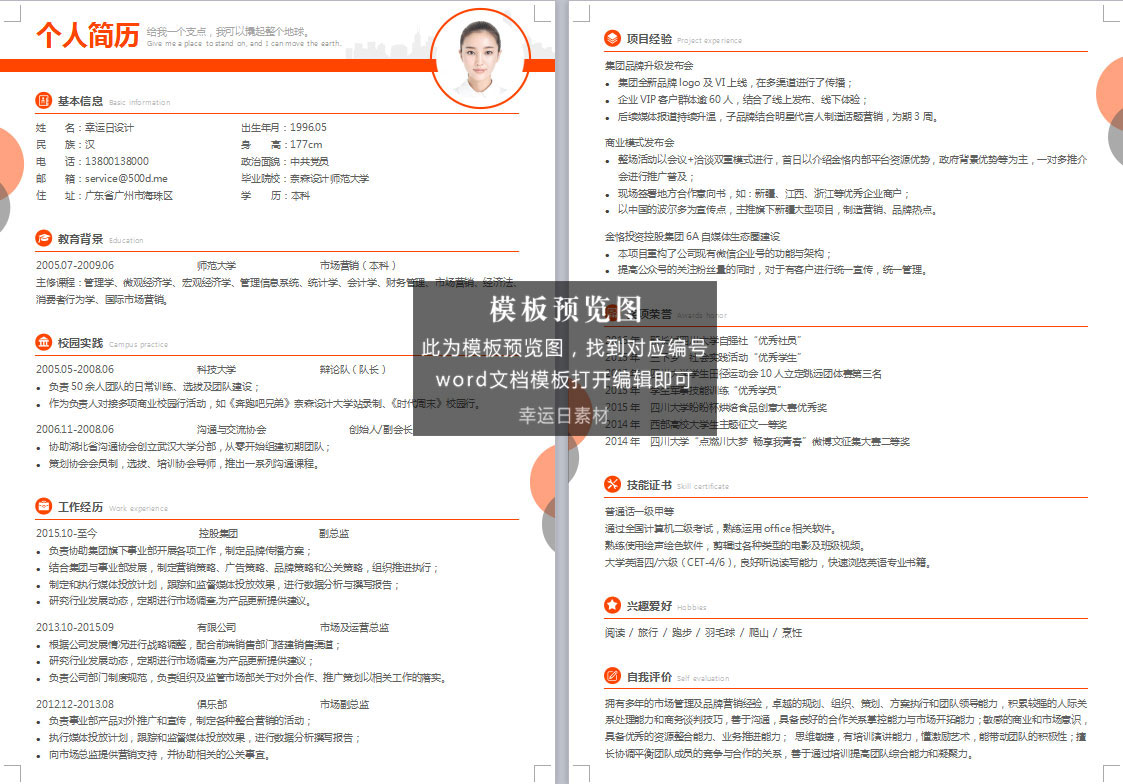 个人简历
给我一个支点，我可以撬起整个地球。
Give me a place to stand on, and I can move the earth.
基本信息 Basic information
姓 名：幸运日设计 出生年月：1996.05
民 族：汉 身 高：177cm
电 话：13800138000 政治面貌：中共党员
邮 箱：service@500d.me 毕业院校：奈森设计师范大学
住 址：广东省广州市海珠区 学 历：本科
教育背景 Education
2005.07-2009.06 师范大学 市场营销（本科）
主修课程：管理学、微观经济学、宏观经济学、管理信息系统、统计学、会计学、财务管理、市场营销、经济法、
消费者行为学、国际市场营销。
校园实践 Campus practice
2005.05-2008.06 科技大学 辩论队（队长）
• 负责 50 余人团队的日常训练、选拔及团队建设；
• 作为负责人对接多项商业校园行活动，如《奔跑吧兄弟》奈森设计大学站录制、《时代周末》校园行。
2006.11-2008.06 沟通与交流协会 创始人/副会长
• 协助湖北省沟通协会创立武汉大学分部，从零开始组建初期团队；
• 策划协会会员制，选拔、培训协会导师，推出一系列沟通课程。
工作经历 Work experience
2015.10-至今 控股集团 副总监
• 负责协助集团旗下事业部开展各项工作，制定品牌传播方案；
• 结合集团与事业部发展，制定营销策略、广告策略、品牌策略和公关策略，组织推进执行；
• 制定和执行媒体投放计划，跟踪和监督媒体投放效果，进行数据分析与撰写报告；
• 研究行业发展动态，定期进行市场调查,为产品更新提供建议。
2013.10-2015.09 有限公司 市场及运营总监
• 根据公司发展情况进行战略调整，配合前端销售部门搭建销售渠道；
• 研究行业发展动态，定期进行市场调查,为产品更新提供建议；
• 负责公司部门制度规范，负责组织及监管市场部关于对外合作、推广策划以相关工作的落实。
2012.12-2013.08 俱乐部 市场副总监
• 负责事业部产品对外推广和宣传，制定各种整合营销的活动；
• 执行媒体投放计划，跟踪和监督媒体投放效果，进行数据分析撰写报告；
• 向市场总监提供营销支持，并协助相关的公关事宜。
项目经验 Project experience
集团品牌升级发布会
• 集团全新品牌 logo 及 VI 上线，在多渠道进行了传播；
• 企业 VIP 客户群体逾 60 人，结合了线上发布、线下体验；
• 后续媒体报道持续升温，子品牌结合明星代言人制造话题营销，为期 3 周。
商业模式发布会
• 整场活动以会议+洽谈双重模式进行，首日以介绍金恪内部平台资源优势，政府背景优势等为主，一对多推介
会进行推广普及；
• 现场签署地方合作意向书，如：新疆、江西、浙江等优秀企业商户；
• 以中国的波尔多为宣传点，主推旗下新疆大型项目，制造营销、品牌热点。
金恪投资控股集团 6A 自媒体生态圈建设
• 本项目重构了公司现有微信企业号的功能与架构；
• 提高公众号的关注粉丝量的同时，对于有客户进行统一宣传，统一管理。
奖项荣誉 Awards honor
大学自强社“优秀社员”
社会实践活动“优秀学生”
学生田径运动会 10 人立定跳远团体赛第三名
学生军事技能训练“优秀学员”
2015 年 四川大学盼盼杯烘焙食品创意大赛优秀奖
2014 年 西部高校大学生主题征文一等奖
2014 年 四川大学“点燃川大梦 畅享我青春”微博文征集大赛二等奖
技能证书 Skill certificate
普通话一级甲等
通过全国计算机二级考试，熟练运用 office 相关软件。
熟练使用绘声绘色软件，剪辑过各种类型的电影及班级视频。
大学英语四/六级（CET-4/6），良好听说读写能力，快速浏览英语专业书籍。
兴趣爱好 Hobbies
阅读 / 旅行 / 跑步 / 羽毛球 / 爬山 / 烹饪
自我评价 Self evaluation
拥有多年的市场管理及品牌营销经验，卓越的规划、组织、策划、方案执行和团队领导能力，积累较强的人际关
系处理能力和商务谈判技巧，善于沟通，具备良好的合作关系掌控能力与市场开拓能力；敏感的商业和市场意识，
具备优秀的资源整合能力、业务推进能力； 思维敏捷，有培训演讲能力，懂激励艺术，能带动团队的积极性；擅
长协调平衡团队成员的竞争与合作的关系，善于通过培训提高团队综合能力和凝聚力。
模板预览图
此为模板预览图，找到对应编号
word文档模板打开编辑即可
幸运日素材